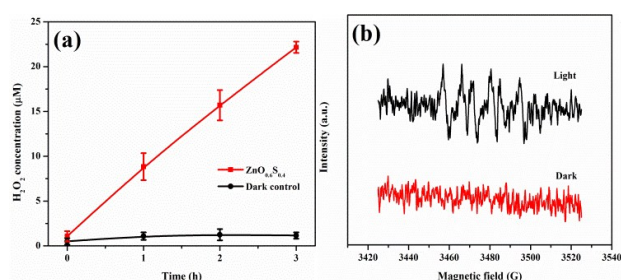 (a)
25
20
15
10
5
0
H₂O₂ concentration (μM)
ZnO₀.₆S₀.₄
Dark control
0 1 2 3
Time (h)
(b)
Intensity (a.u.)
Light
Dark
3420 3440 3460 3480 3500 3520 3540
Magnetic field (G)